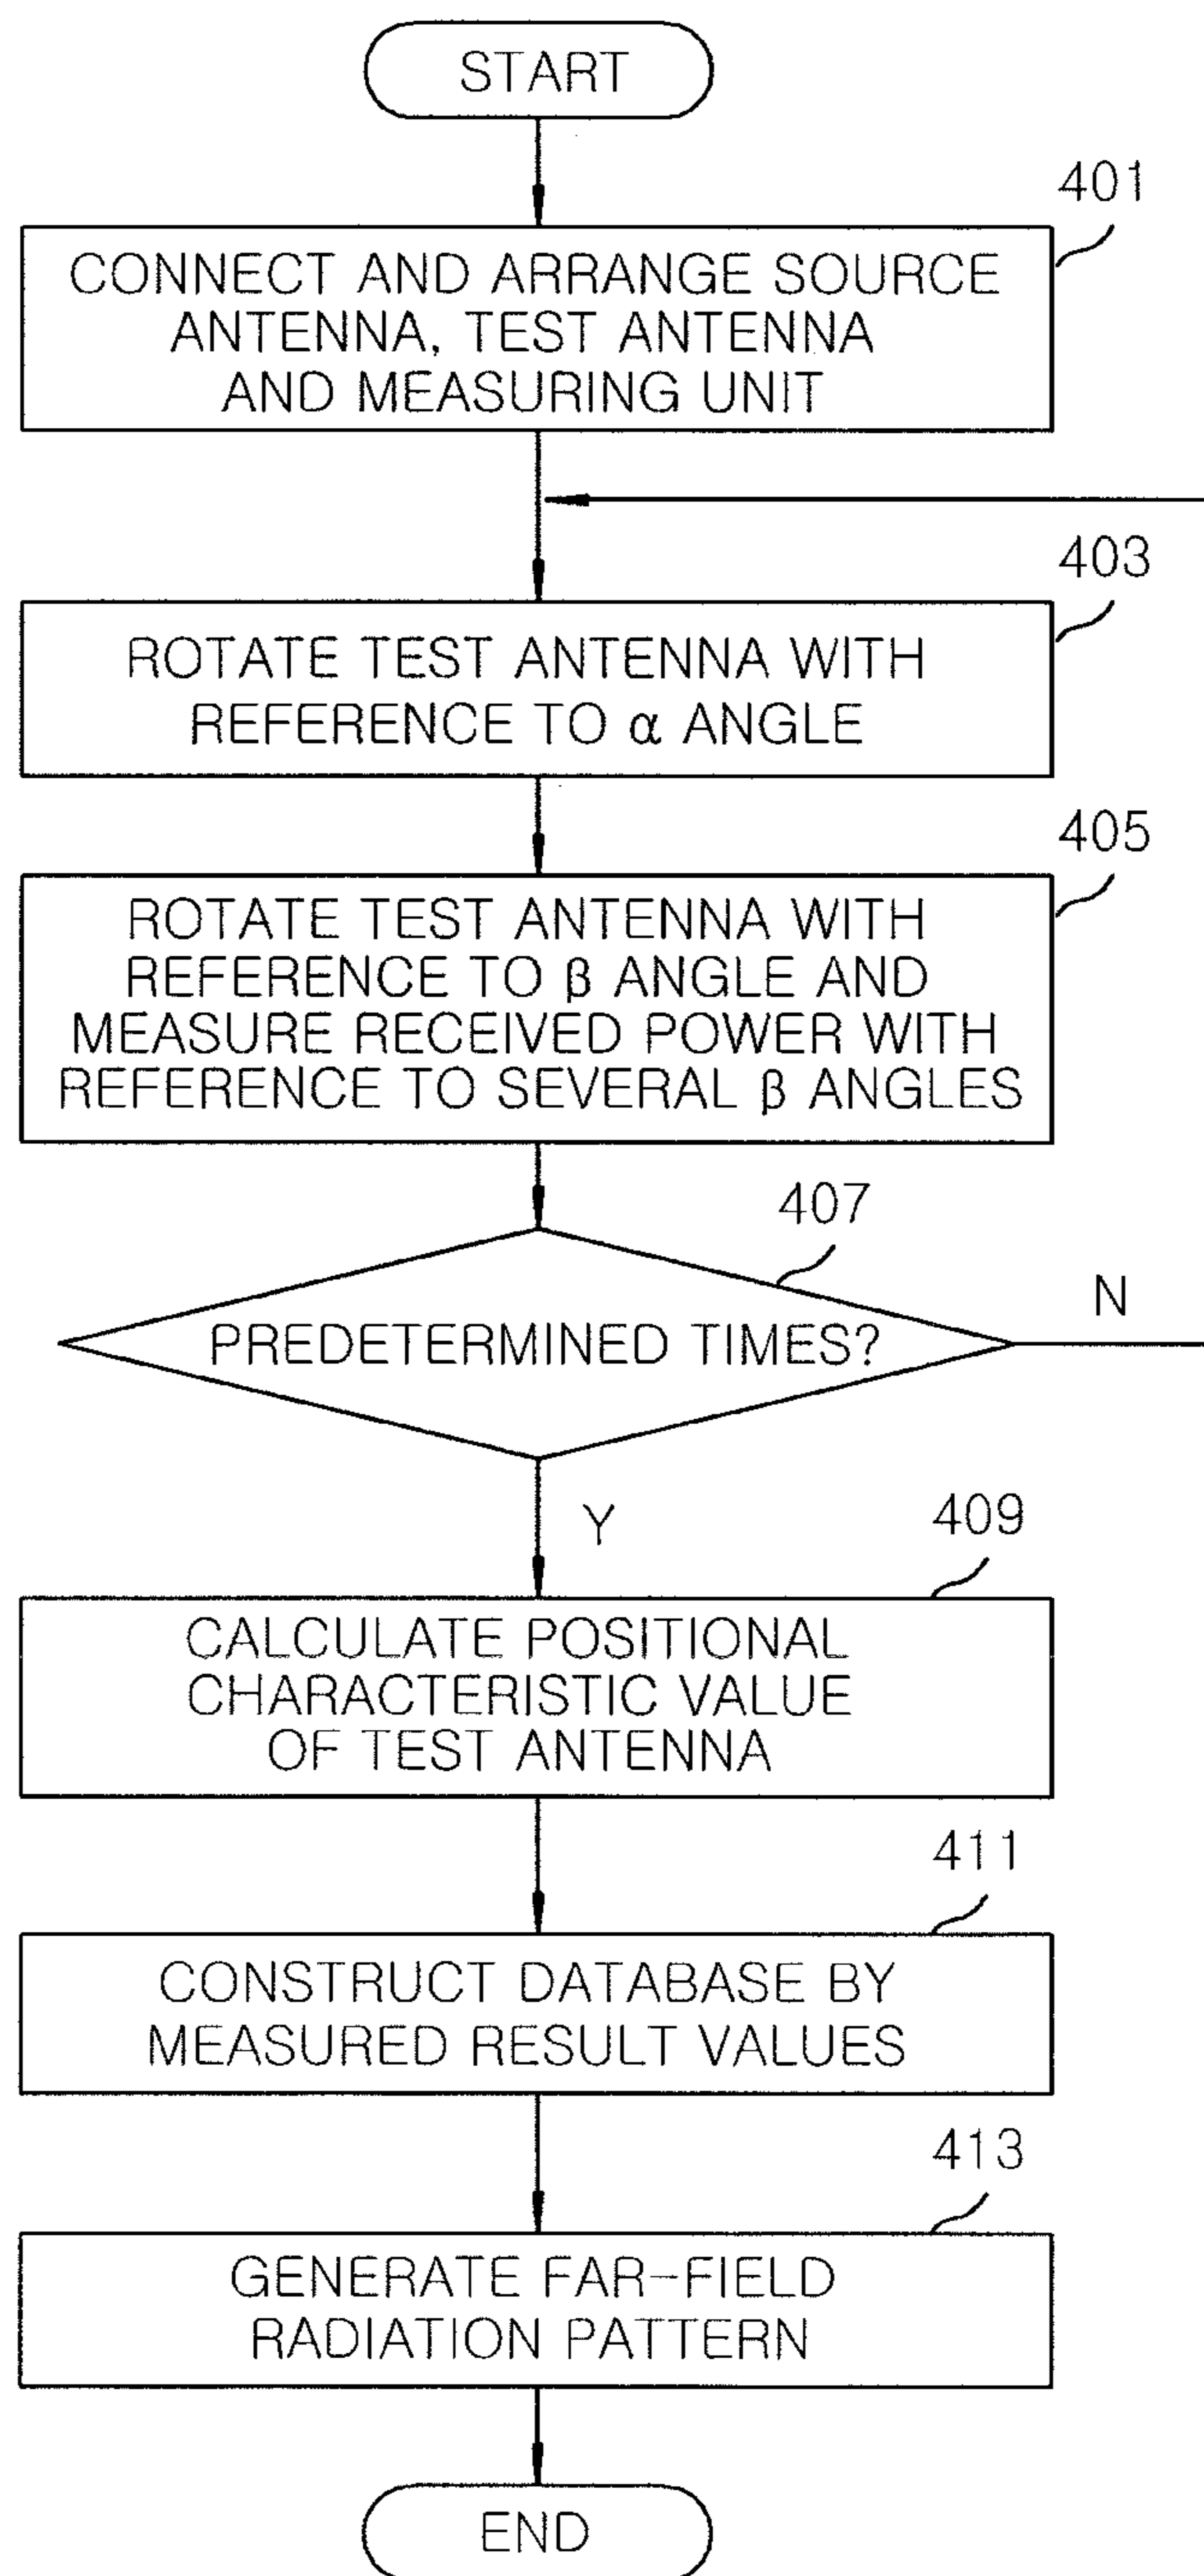 START
401
CONNECT AND ARRANGE SOURCE
ANTENNA, TEST ANTENNA
AND MEASURING UNIT
403
ROTATE TEST ANTENNA WITH
REFERENCE TO α ANGLE
405
ROTATE TEST ANTENNA WITH
REFERENCE TO β ANGLE AND
MEASURE RECEIVED POWER WITH
REFERENCE TO SEVERAL β ANGLES
407
N
PREDETERMINED TIMES?
Y
409
CALCULATE POSITIONAL
CHARACTERISTIC VALUE
OF TEST ANTENNA
411
CONSTRUCT DATABASE BY
MEASURED RESULT VALUES
413
GENERATE FAR-FIELD
RADIATION PATTERN
END